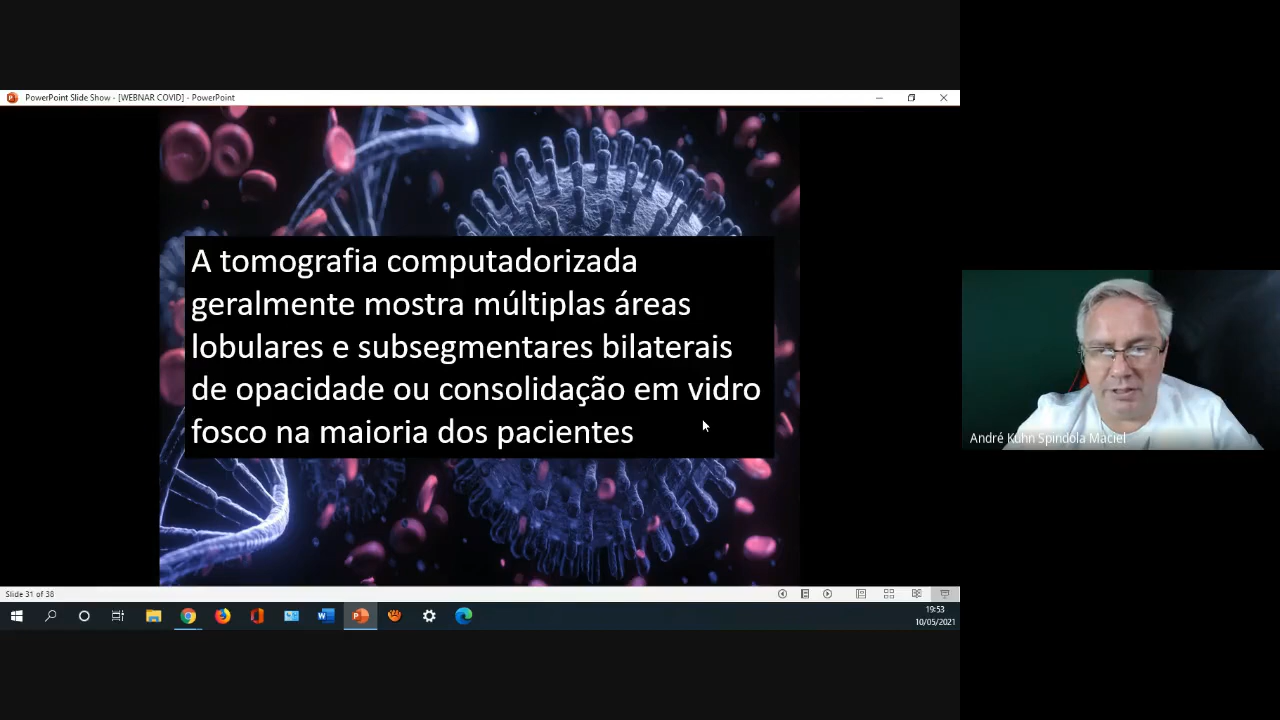 PowerPoint Slide Show - [WEBNAR COVID] - PowerPoint
A tomografia computadorizada
geralmente mostra múltiplas áreas
lobulares e subsegmentares bilaterais
de opacidade ou consolidação em vidro
fosco na maioria dos pacientes
André Kuhn Spindola Maciel
Slide 31 of 38
19:53
10/05/2021